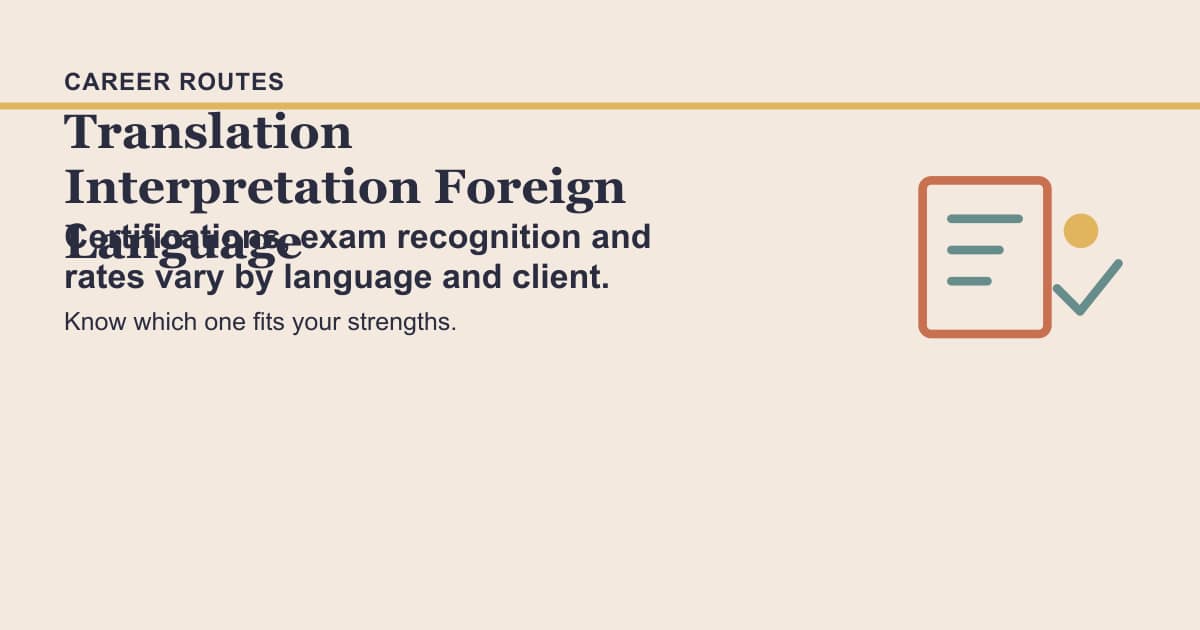 CAREER ROUTES
Translation
Interpretation Foreign
Language
Certifications, exam recognition and
rates vary by language and client.
Know which one fits your strengths.